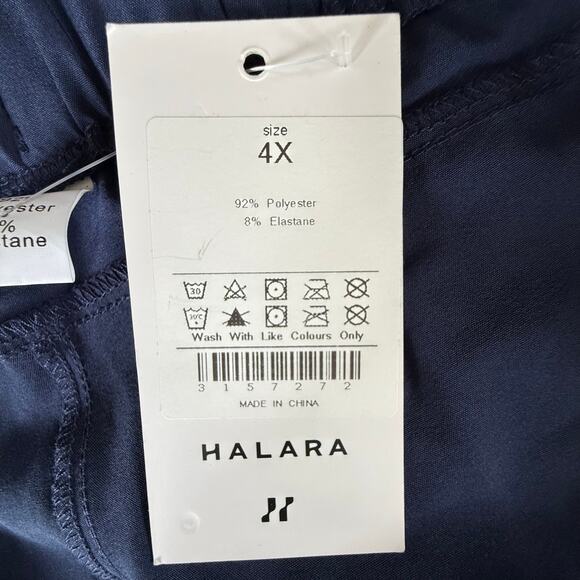 size
4X
92% Polyester
8% Elastane
30
30°C
Wash With Like Colours Only
3157272
MADE IN CHINA
HALARA
%
tane